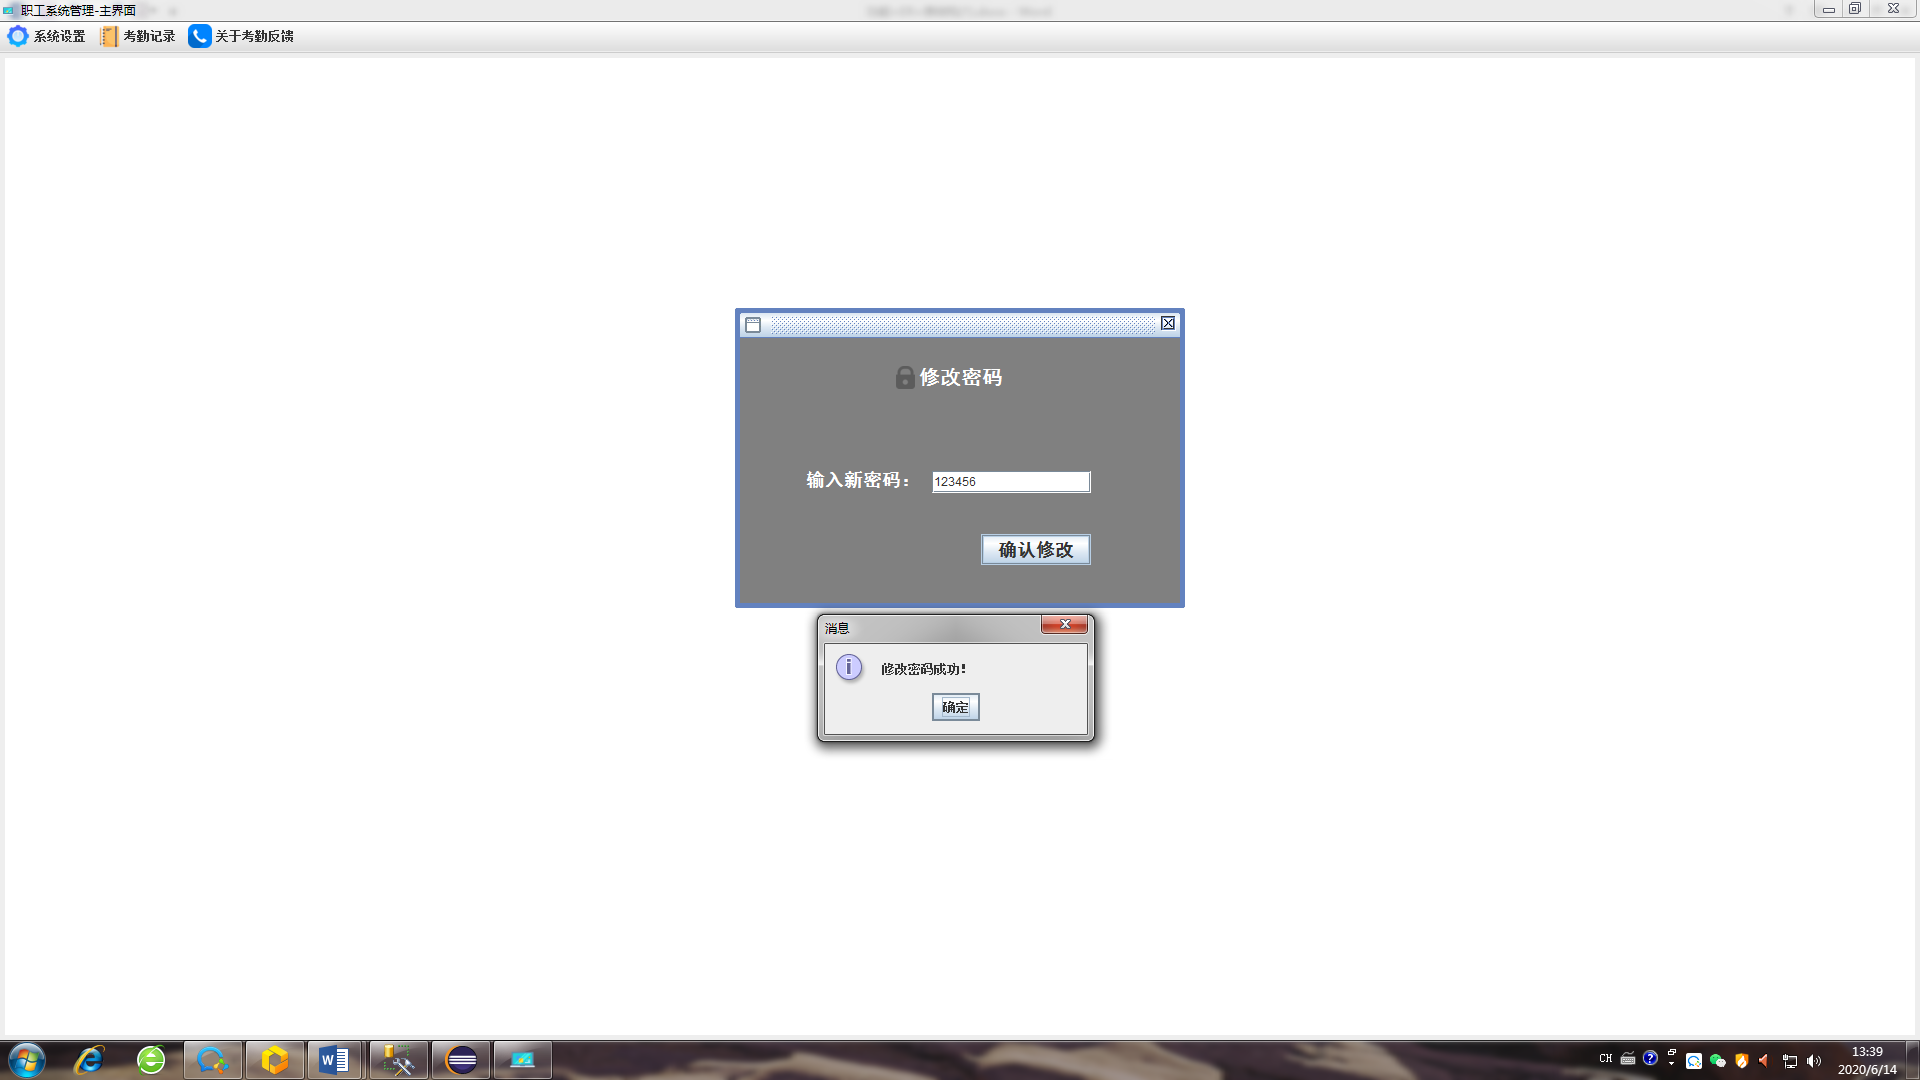 职工系统管理-主界面
系统设置 考勤记录 关于考勤反馈
修改密码
输入新密码： 123456
确认修改
消息
修改密码成功！
确定
CH
13:39
2020/6/14